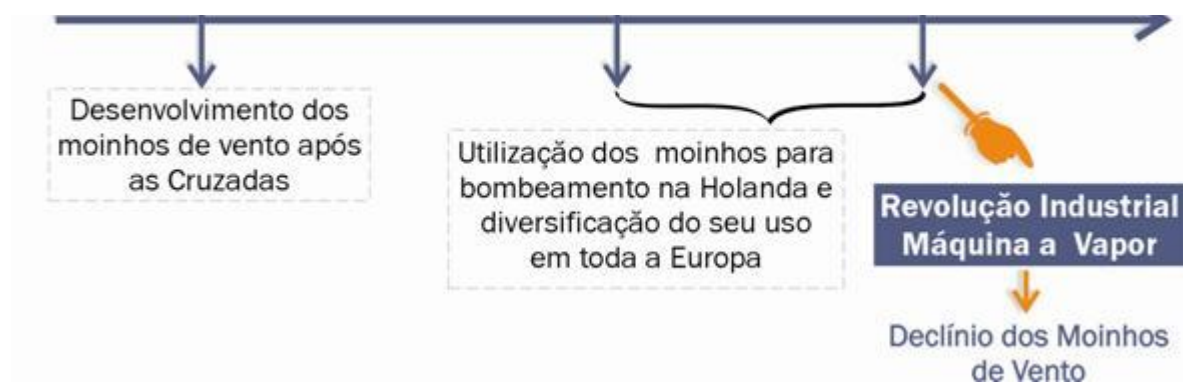 Desenvolvimento dos
moinhos de vento após
as Cruzadas
Utilização dos moinhos para
bombeamento na Holanda e
diversificação do seu uso
em toda a Europa
Revolução Industrial
Máquina a Vapor
Declínio dos Moinhos
de Vento